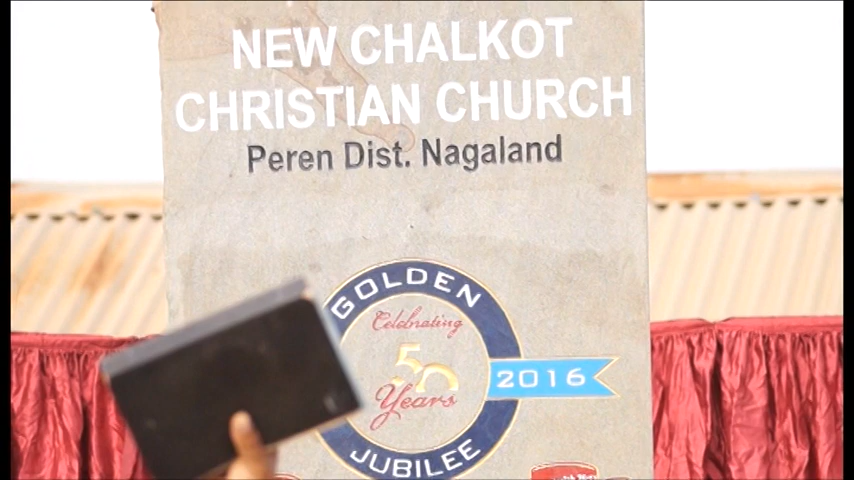 NEW CHALKOT
CHRISTIAN CHURCH
Peren Dist. Nagaland
GOLDEN
Celebrating
50
Years
2016
JUBILEE